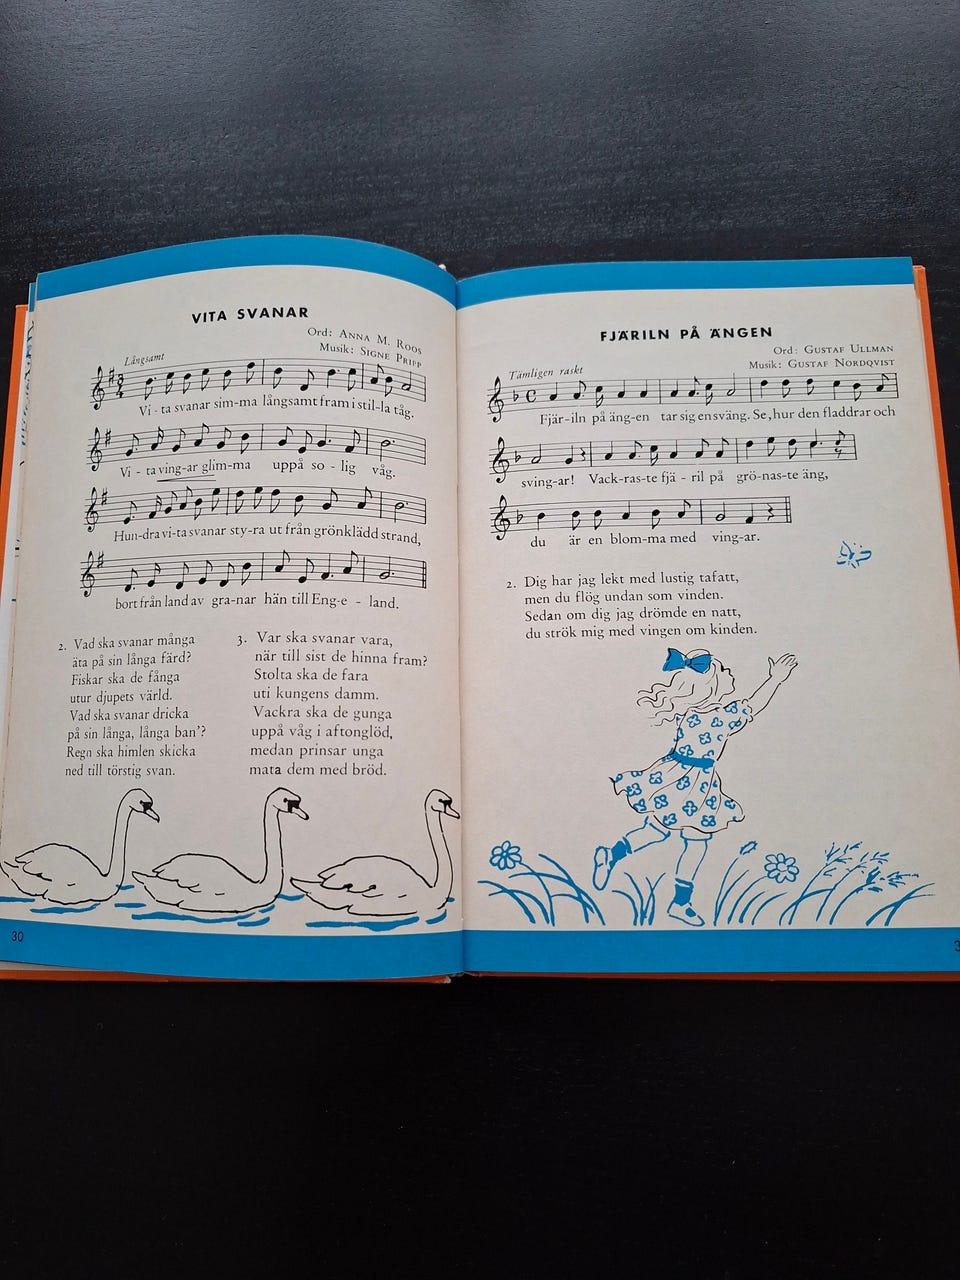 VITA SVANAR
Ord: ANNA M. ROOS
Musik: SIGNE PRIPP
Långsamt
Vi - ta svanar sim-ma långsamt fram i stil-la tåg.
Vi - ta ving-ar glim-ma uppå so - lig våg.
Hun-dra vi-ta svanar sty-ra ut från grönklädd strand,
bort från land av gra-nar hän till Eng-e - land.
2. Vad ska svanar många
äta på sin långa färd?
Fiskar ska de fånga
utur djupets värld.
Vad ska svanar dricka
på sin långa, långa ban'?
Regn ska himlen skicka
ned till törstig svan.
3. Var ska svanar vara,
när till sist de hinna fram?
Stolta ska de fara
uti kungens damm.
Vackra ska de gunga
uppå våg i aftonglöd,
medan prinsar unga
mata dem med bröd.
30
FJÄRILN PÅ ÄNGEN
Ord: GUSTAF ULLMAN
Musik: GUSTAF NORDQVIST
Tämligen raskt
Fjär-iln på äng-en tar sig en sväng. Se, hur den fladdrar och
sving-ar! Vack-ras-te fjä - ril på grö-nas-te äng,
du är en blom-ma med ving-ar.
2. Dig har jag lekt med lustig tafatt,
men du flög undan som vinden.
Sedan om dig jag drömde en natt,
du strök mig med vingen om kinden.